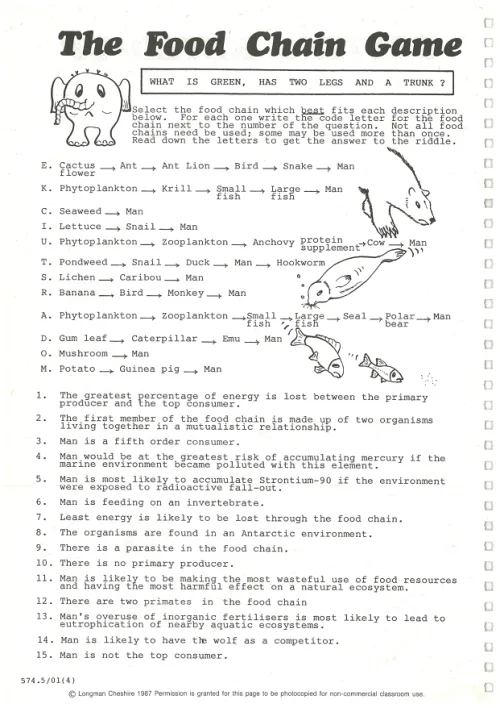 The Food Chain Game
WHAT IS GREEN, HAS TWO LEGS AND A TRUNK ?
Select the food chain which best fits each description
below. For each one write the code letter for the food
chain next to the number of the question. Not all food
chains need be used; some may be used more than once.
Read down the letters to get the answer to the riddle.
E. Cactus → Ant → Ant Lion → Bird → Snake → Man
flower
K. Phytoplankton → Krill → Small → Large → Man
fish fish
C. Seaweed → Man
I. Lettuce → Snail → Man
U. Phytoplankton → Zooplankton → Anchovy protein → Cow → Man
supplement
T. Pondweed → Snail → Duck → Man → Hookworm
S. Lichen → Caribou → Man
R. Banana → Bird → Monkey → Man
A. Phytoplankton → Zooplankton → Small → Large → Seal → Polar → Man
fish fish bear
D. Gum leaf → Caterpillar → Emu → Man
O. Mushroom → Man
M. Potato → Guinea pig → Man
1. The greatest percentage of energy is lost between the primary
producer and the top consumer.
2. The first member of the food chain is made up of two organisms
living together in a mutualistic relationship.
3. Man is a fifth order consumer.
4. Man would be at the greatest risk of accumulating mercury if the
marine environment became polluted with this element.
5. Man is most likely to accumulate Strontium-90 if the environment
were exposed to radioactive fall-out.
6. Man is feeding on an invertebrate.
7. Least energy is likely to be lost through the food chain.
8. The organisms are found in an Antarctic environment.
9. There is a parasite in the food chain.
10. There is no primary producer.
11. Man is likely to be making the most wasteful use of food resources
and having the most harmful effect on a natural ecosystem.
12. There are two primates in the food chain
13. Man's overuse of inorganic fertilisers is most likely to lead to
eutrophication of nearby aquatic ecosystems.
14. Man is likely to have the wolf as a competitor.
15. Man is not the top consumer.
574.5/01(4)
© Longman Cheshire 1987 Permission is granted for this page to be photocopied for non-commercial classroom use.